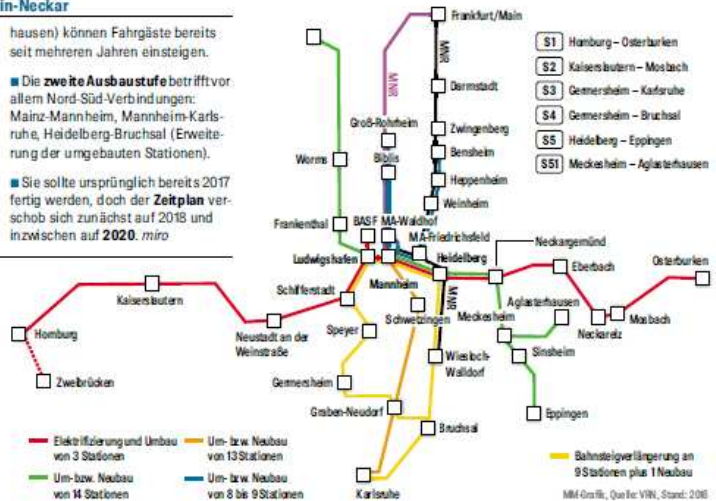 in-Neckar
hausen) können Fahrgäste bereits
seit mehreren Jahren einsteigen.
■ Die zweite Ausbaustufe betrifft vor
allem Nord-Süd-Verbindungen:
Mainz-Mannheim, Mannheim-Karls-
ruhe, Heidelberg-Bruchsal (Erweite-
rung der umgebauten Stationen).
■ Sie sollte ursprünglich bereits 2017
fertig werden, doch der Zeitplan ver-
schob sich zunächst auf 2018 und
inzwischen auf 2020. miro
Frankfurt/Main
MNR
MNR
Darmstadt
Groß-Rohrheim
Zwingenberg
Bensheim
Biblis
Worms
Heppenheim
Weinheim
Frankenthal
BASF
MA-Waldhof
MA-Friedrichsfeld
Neckargemünd
Ludwigshafen
Heidelberg
Eberbach
Osterburken
Mannheim
Schifferstadt
MNR
Kaiserslautern
Schwetzingen
Meckesheim
Aglasterhausen
Mosbach
Neckarelz
Homburg
Neustadt an der
Weinstraße
Speyer
Sinsheim
Wiesloch-
Walldorf
Zweibrücken
Germersheim
Graben-Neudorf
Eppingen
Bruchsal
Karlsruhe
S1 Homburg – Osterburken
S2 Kaiserslautern – Mosbach
S3 Germersheim – Karlsruhe
S4 Germersheim – Bruchsal
S5 Heidelberg – Eppingen
S51 Meckesheim – Aglasterhausen
Elektrifizierung und Umbau
von 3 Stationen
Um- bzw. Neubau
von 14 Stationen
Um- bzw. Neubau
von 13 Stationen
Um- bzw. Neubau
von 8 bis 9 Stationen
Bahnsteigverlängerung an
9 Stationen plus 1 Neubau
MM-Grafik, Quelle: VRN, Stand: 2016